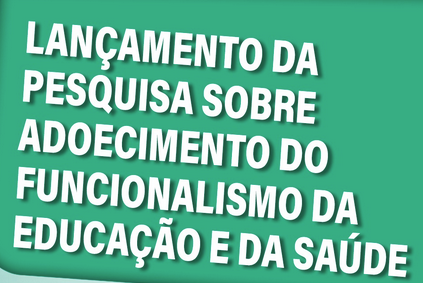 LANÇAMENTO DA
PESQUISA SOBRE
ADOECIMENTO DO
FUNCIONALISMO DA
EDUCAÇÃO E DA SAÚDE